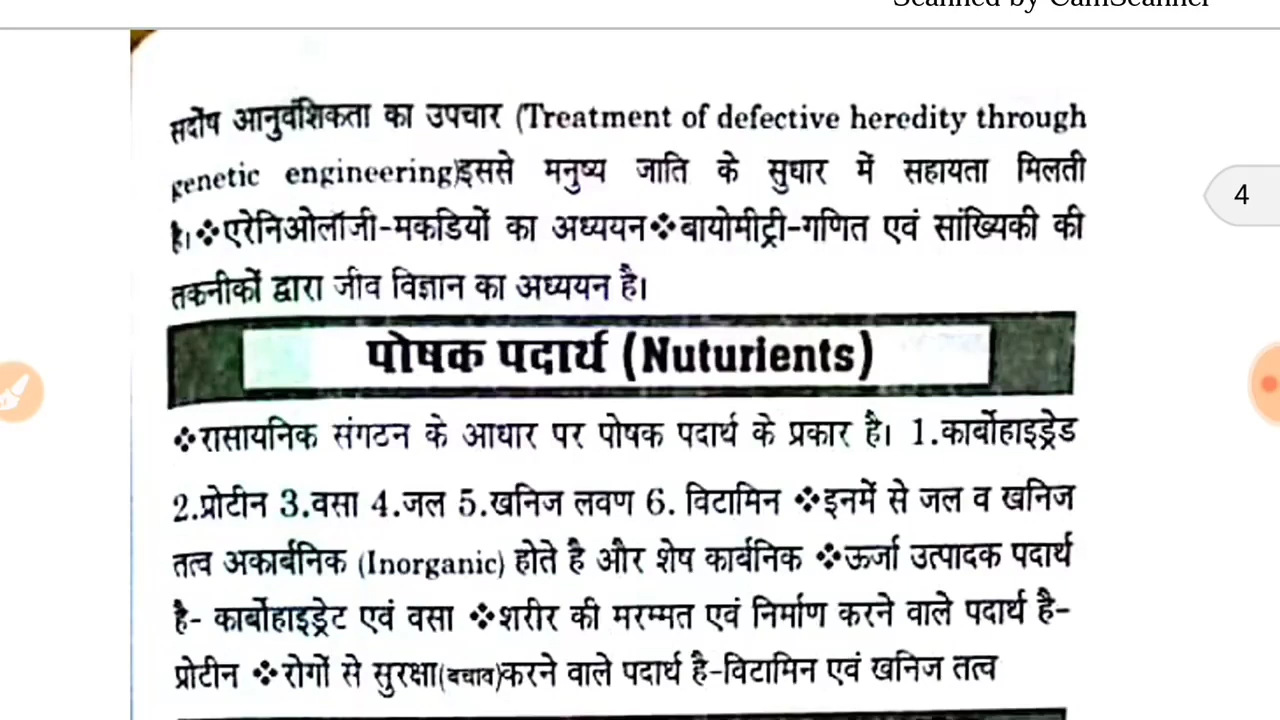 सदोष आनुवंशिकता का उपचार (Treatment of defective heredity through
genetic engineering)इससे मनुष्य जाति के सुधार में सहायता मिलती
है।❖एरेनिओलॉजी-मकडियों का अध्ययन❖बायोमीट्री-गणित एवं सांख्यिकी की
तकनीकों द्वारा जीव विज्ञान का अध्ययन है।
पोषक पदार्थ (Nuturients)
❖रासायनिक संगटन के आधार पर पोषक पदार्थ के प्रकार है। 1.कार्बोहाइड्रेड
2.प्रोटीन 3.वसा 4.जल 5.खनिज लवण 6. विटामिन ❖इनमें से जल व खनिज
तत्व अकार्बनिक (Inorganic) होते है और शेष कार्बनिक ❖ऊर्जा उत्पादक पदार्थ
है- कार्बोहाइड्रेट एवं वसा ❖शरीर की मरम्मत एवं निर्माण करने वाले पदार्थ है-
प्रोटीन ❖रोगों से सुरक्षा(बचाव)करने वाले पदार्थ है-विटामिन एवं खनिज तत्व
4